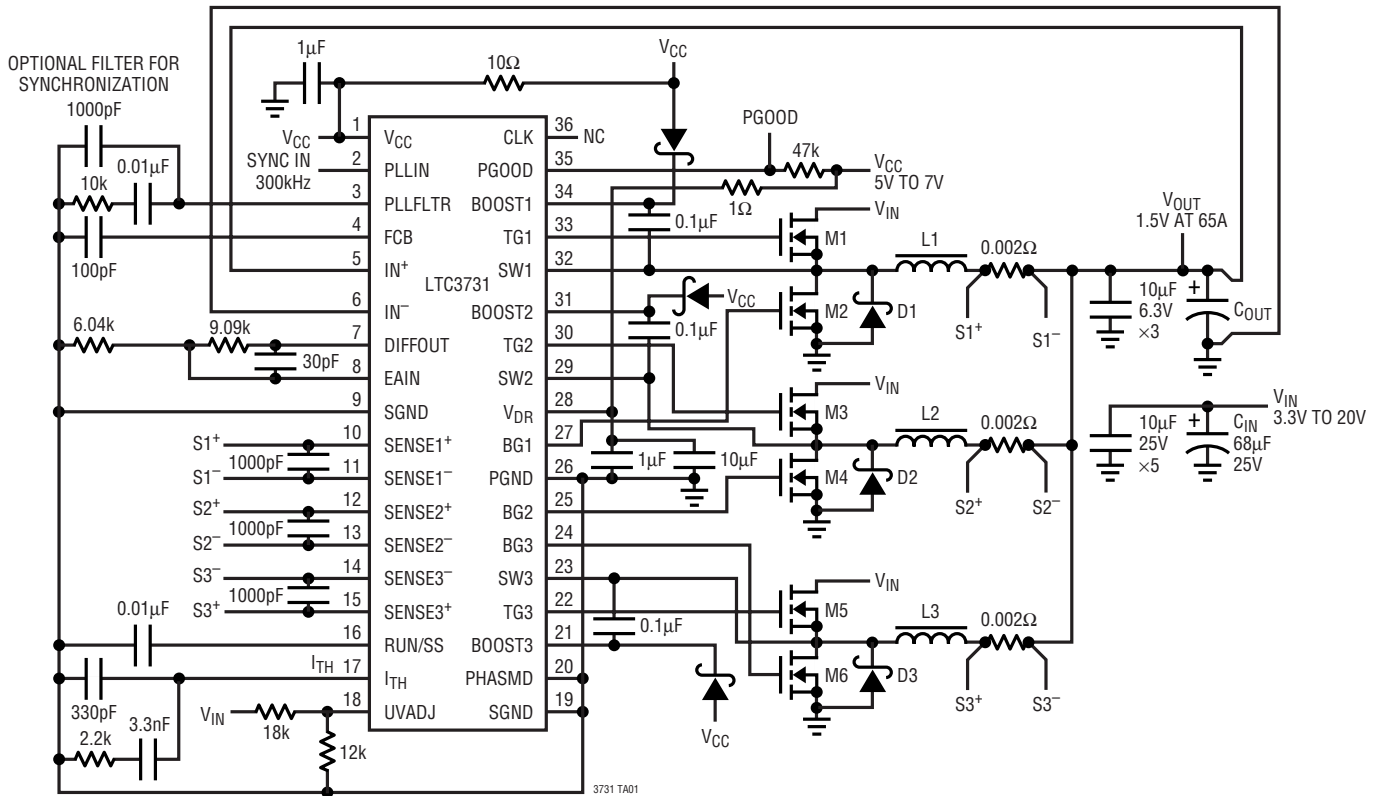 OPTIONAL FILTER FOR
SYNCHRONIZATION
1000pF
0.01µF
10k
100pF
6.04k
9.09k
30pF
1µF
10Ω
VCC
VCC
SYNC IN
300kHz
1
VCC
2
PLLIN
3
PLLFLTR
4
FCB
5
IN+
6
IN−
7
DIFFOUT
8
EAIN
9
SGND
S1+
10
SENSE1+
1000pF
S1−
11
SENSE1−
S2+
12
SENSE2+
1000pF
S2−
13
SENSE2−
S3−
14
SENSE3−
1000pF
S3+
15
SENSE3+
0.01µF
16
RUN/SS
ITH
17
ITH
330pF
18
UVADJ
VIN
18k
12k
2.2k
3.3nF
LTC3731
CLK
36
NC
PGOOD
35
BOOST1
34
TG1
33
SW1
32
BOOST2
31
TG2
30
SW2
29
VDR
28
BG1
27
PGND
26
BG2
25
BG3
24
SW3
23
TG3
22
BOOST3
21
PHASMD
20
SGND
19
PGOOD
47k
VCC
5V TO 7V
1Ω
0.1µF
VCC
0.1µF
1µF
10µF
0.1µF
VCC
VIN
M1
M2
D1
L1
0.002Ω
S1+
S1−
VIN
M3
M4
D2
L2
0.002Ω
S2+
S2−
VIN
M5
M6
D3
L3
0.002Ω
S3+
S3−
VOUT
1.5V AT 65A
10µF
6.3V
×3
+
COUT
VIN
3.3V TO 20V
10µF
25V
×5
+
CIN
68µF
25V
3731 TA01